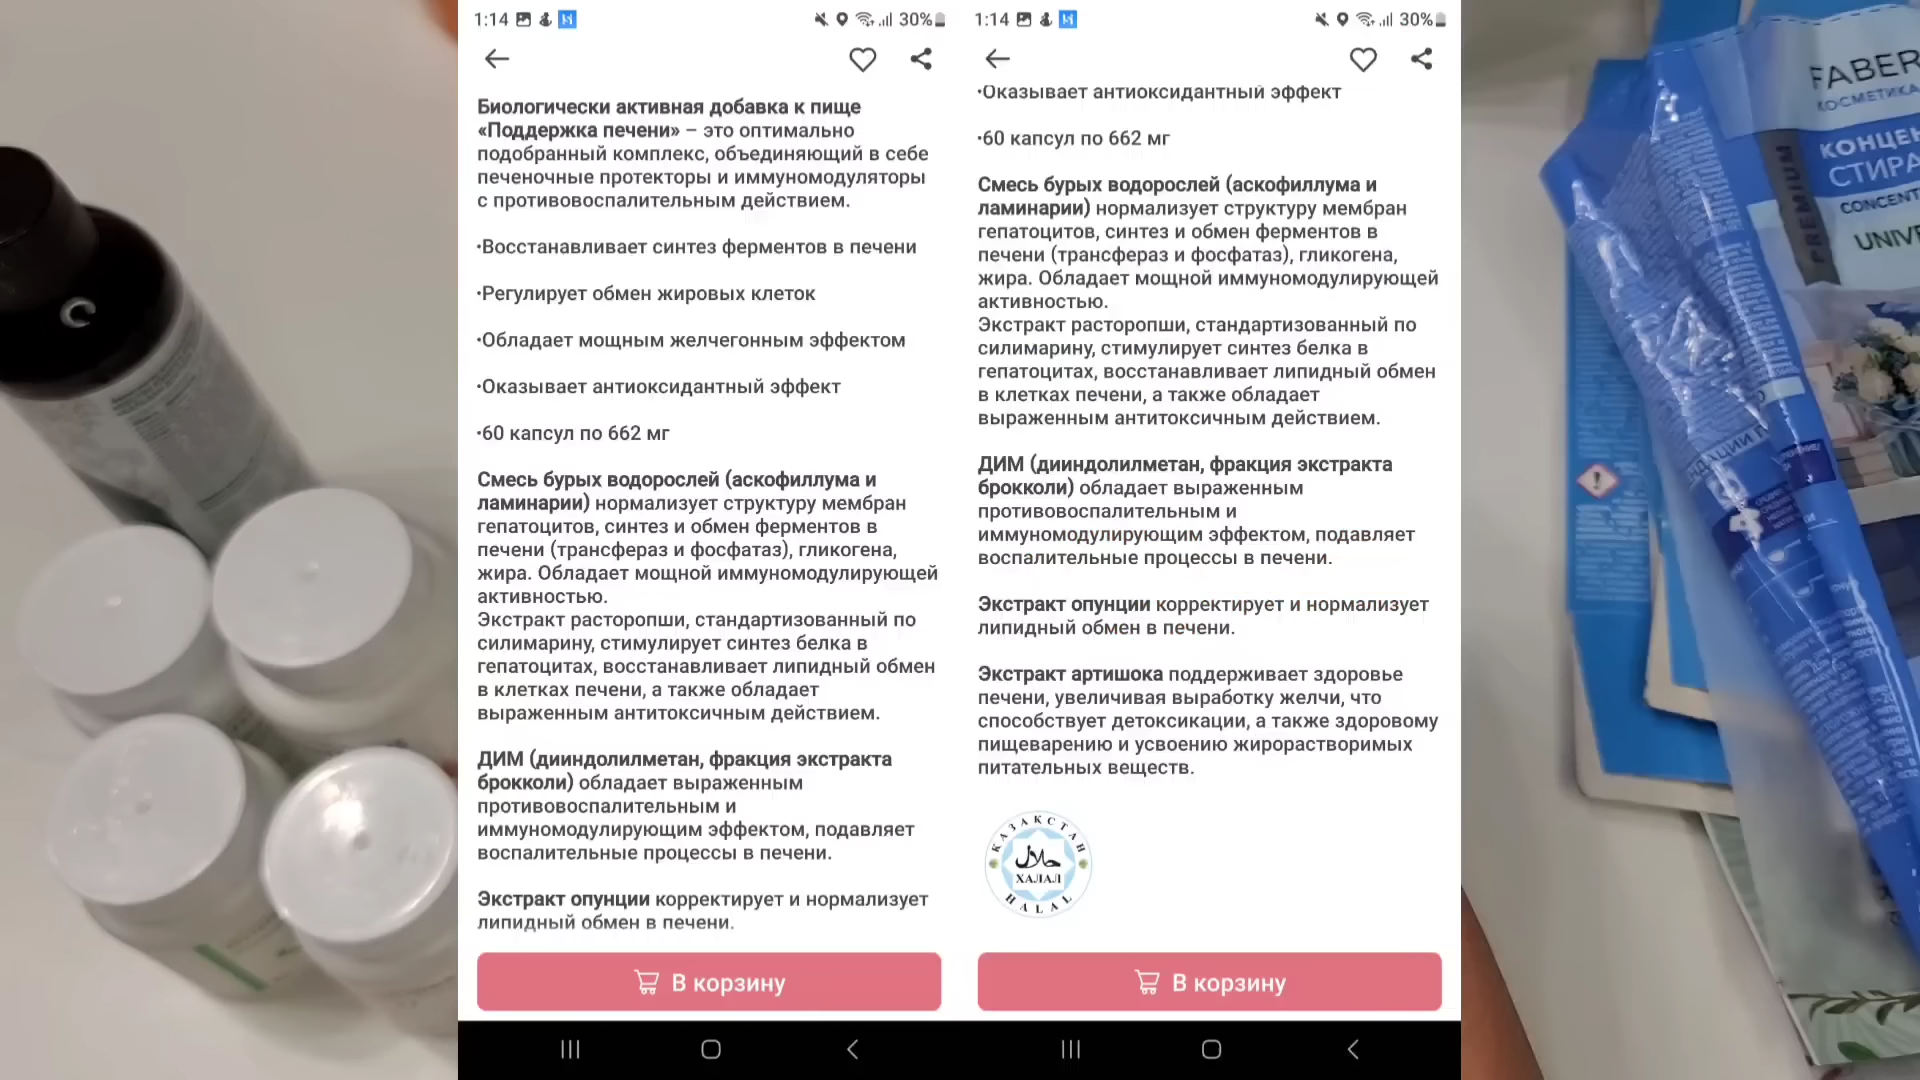 1:14
30%
Биологически активная добавка к пище
«Поддержка печени» – это оптимально
подобранный комплекс, объединяющий в себе
печеночные протекторы и иммуномодуляторы
с противовоспалительным действием.
·Восстанавливает синтез ферментов в печени
·Регулирует обмен жировых клеток
·Обладает мощным желчегонным эффектом
·Оказывает антиоксидантный эффект
·60 капсул по 662 мг
Смесь бурых водорослей (аскофиллума и
ламинарии) нормализует структуру мембран
гепатоцитов, синтез и обмен ферментов в
печени (трансфераз и фосфатаз), гликогена,
жира. Обладает мощной иммуномодулирующей
активностью.
Экстракт расторопши, стандартизованный по
силимарину, стимулирует синтез белка в
гепатоцитах, восстанавливает липидный обмен
в клетках печени, а также обладает
выраженным антитоксичным действием.
ДИМ (дииндолилметан, фракция экстракта
брокколи) обладает выраженным
противовоспалительным и
иммуномодулирующим эффектом, подавляет
воспалительные процессы в печени.
Экстракт опунции корректирует и нормализует
липидный обмен в печени.
В корзину
1:14
30%
·Оказывает антиоксидантный эффект
·60 капсул по 662 мг
Смесь бурых водорослей (аскофиллума и
ламинарии) нормализует структуру мембран
гепатоцитов, синтез и обмен ферментов в
печени (трансфераз и фосфатаз), гликогена,
жира. Обладает мощной иммуномодулирующей
активностью.
Экстракт расторопши, стандартизованный по
силимарину, стимулирует синтез белка в
гепатоцитах, восстанавливает липидный обмен
в клетках печени, а также обладает
выраженным антитоксичным действием.
ДИМ (дииндолилметан, фракция экстракта
брокколи) обладает выраженным
противовоспалительным и
иммуномодулирующим эффектом, подавляет
воспалительные процессы в печени.
Экстракт опунции корректирует и нормализует
липидный обмен в печени.
Экстракт артишока поддерживает здоровье
печени, увеличивая выработку желчи, что
способствует детоксикации, а также здоровому
пищеварению и усвоению жирорастворимых
питательных веществ.
ҚАЗАҚСТАН
حلال
ХАЛАЛ
HALAL
В корзину
FABER
КОСМЕТИКА
PREMIUM
КОНЦЕН
СТИРА
CONCENT
UNIVE